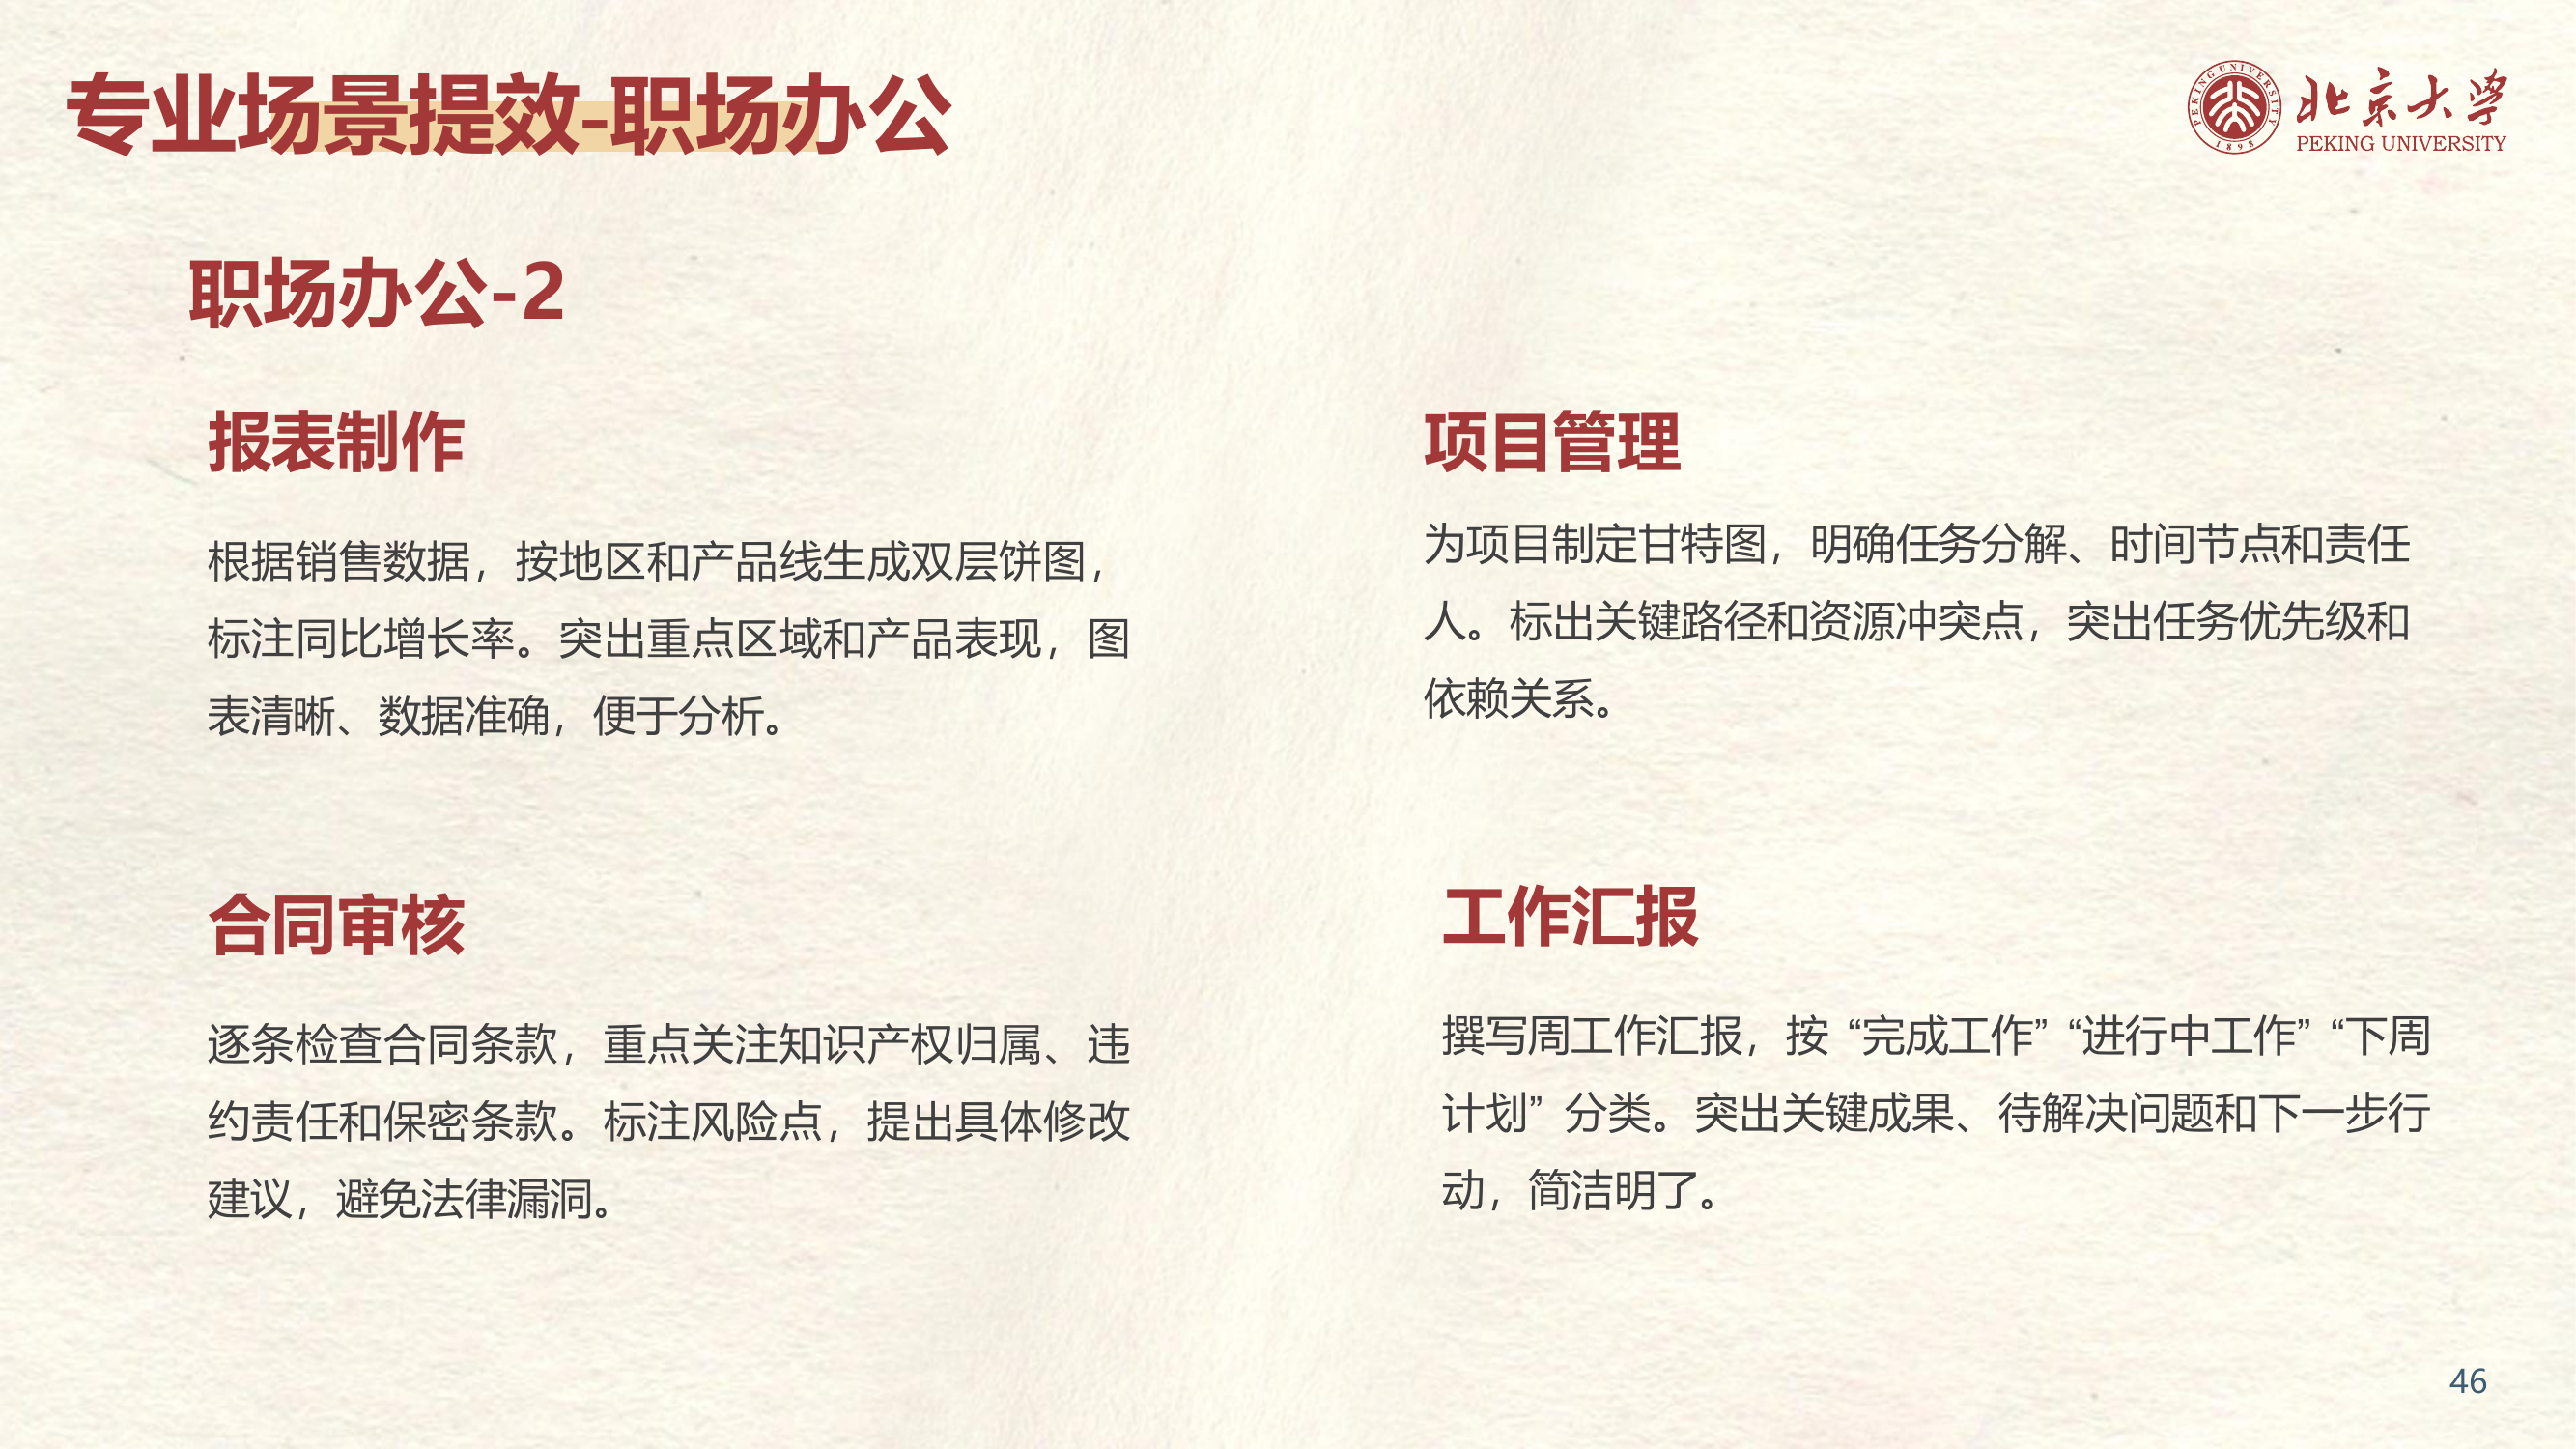 专业场景提效-职场办公
PEKING UNIVERSITY
1898
北京大学
PEKING UNIVERSITY
职场办公-2
报表制作
根据销售数据，按地区和产品线生成双层饼图，
标注同比增长率。突出重点区域和产品表现，图
表清晰、数据准确，便于分析。
项目管理
为项目制定甘特图，明确任务分解、时间节点和责任
人。标出关键路径和资源冲突点，突出任务优先级和
依赖关系。
合同审核
逐条检查合同条款，重点关注知识产权归属、违
约责任和保密条款。标注风险点，提出具体修改
建议，避免法律漏洞。
工作汇报
撰写周工作汇报，按 “完成工作” “进行中工作” “下周
计划” 分类。突出关键成果、待解决问题和下一步行
动，简洁明了。
46